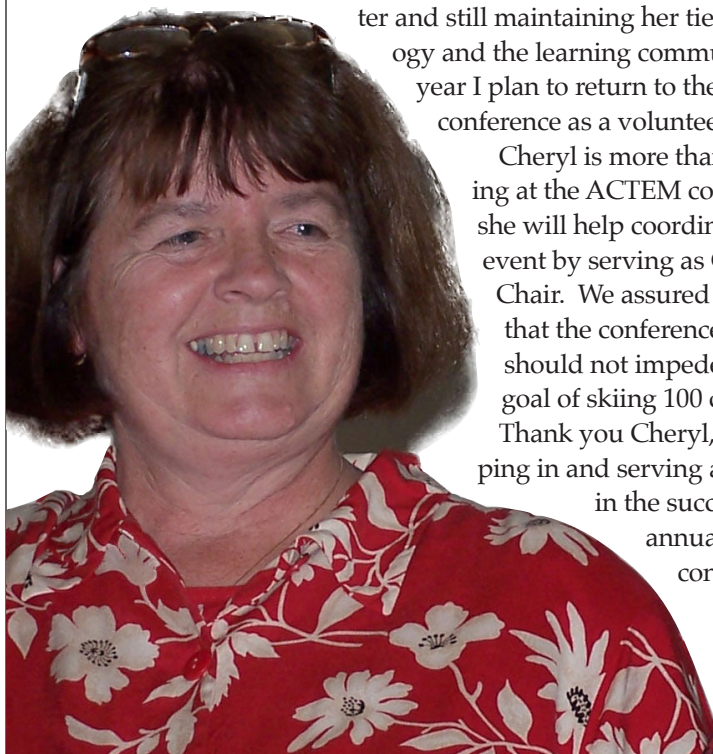 ter and still maintaining her tie
ogy and the learning commu
year I plan to return to the
conference as a voluntee
Cheryl is more than
ing at the ACTEM co
she will help coordin
event by serving as
Chair. We assured
that the conference
should not impede
goal of skiing 100
Thank you Cheryl,
ping in and serving a
in the succ
annua
con